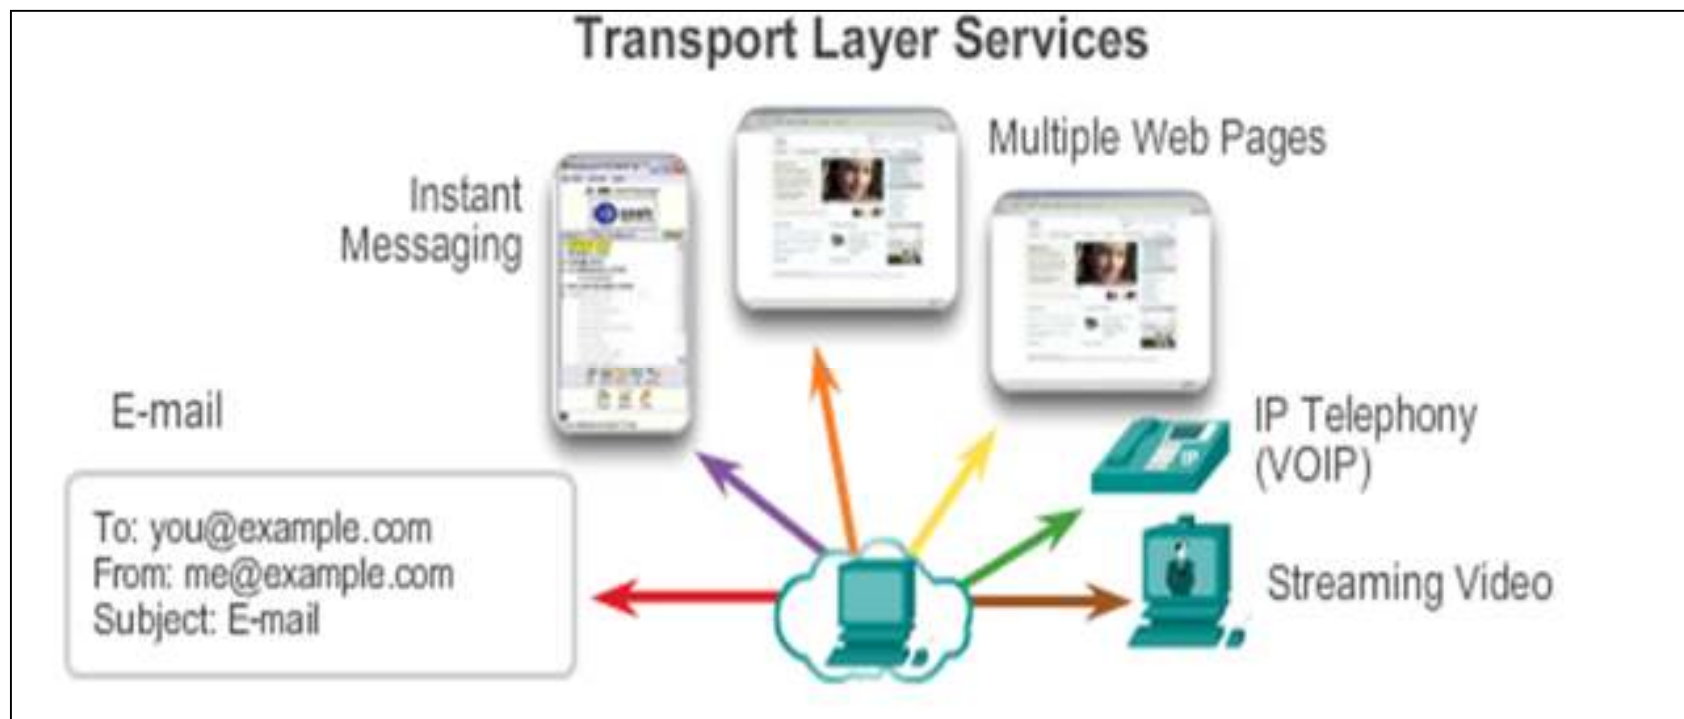 Transport Layer Services
Multiple Web Pages
Instant
Messaging
E-mail
IP Telephony
(VOIP)
To: you@example.com
From: me@example.com
Subject: E-mail
IP
Streaming Video